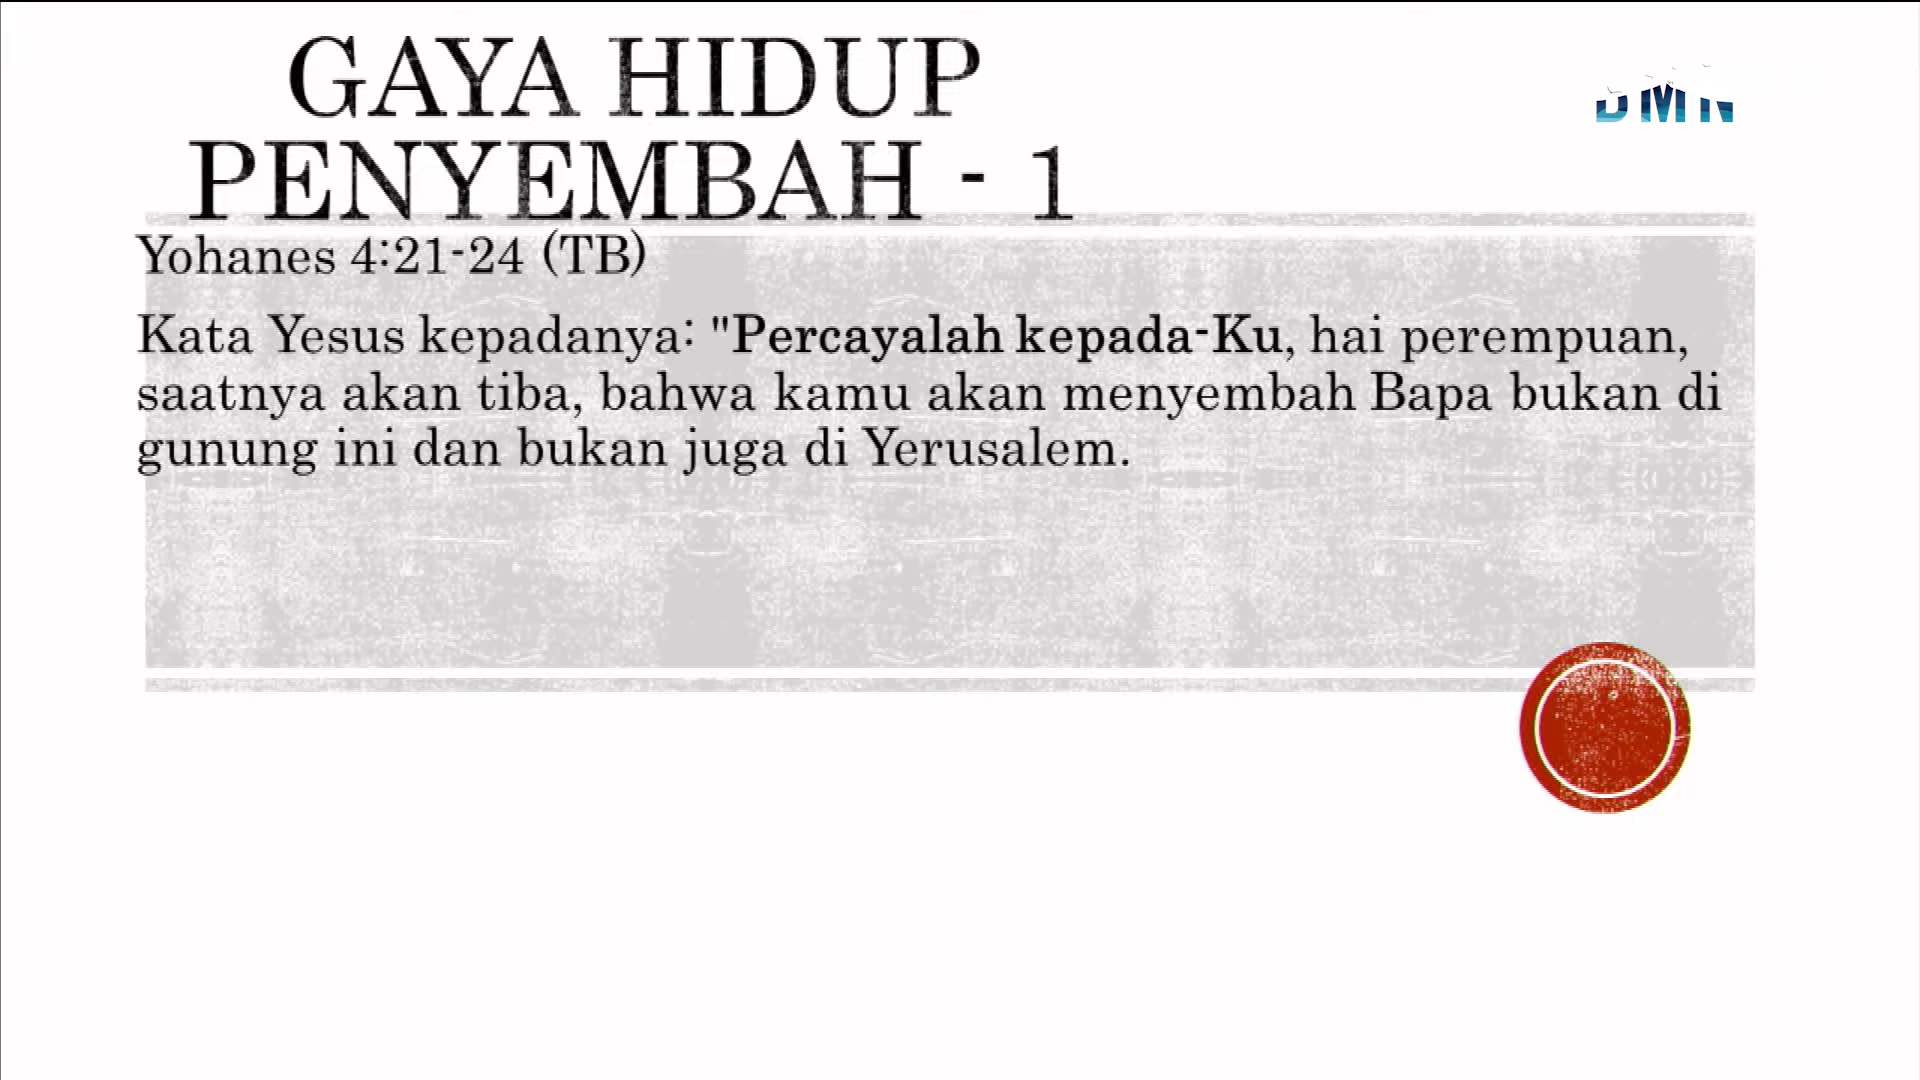 GAYA HIDUP
PENYEMBAH - 1
BMN
Yohanes 4:21-24 (TB)
Kata Yesus kepadanya: "Percayalah kepada-Ku, hai perempuan,
saatnya akan tiba, bahwa kamu akan menyembah Bapa bukan di
gunung ini dan bukan juga di Yerusalem.